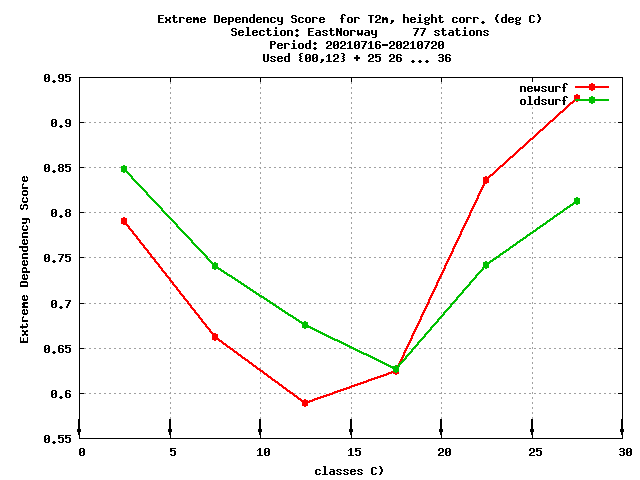 Extreme Dependency Score  for T2m, height corr. (deg C)
Selection: EastNorway     77 stations
Period: 20210716-20210720
Used {00,12} + 25 26 ... 36
newsurf
oldsurf
Extreme Dependency Score
0.95
0.9
0.85
0.8
0.75
0.7
0.65
0.6
0.55
0 5 10 15 20 25 30
classes C)